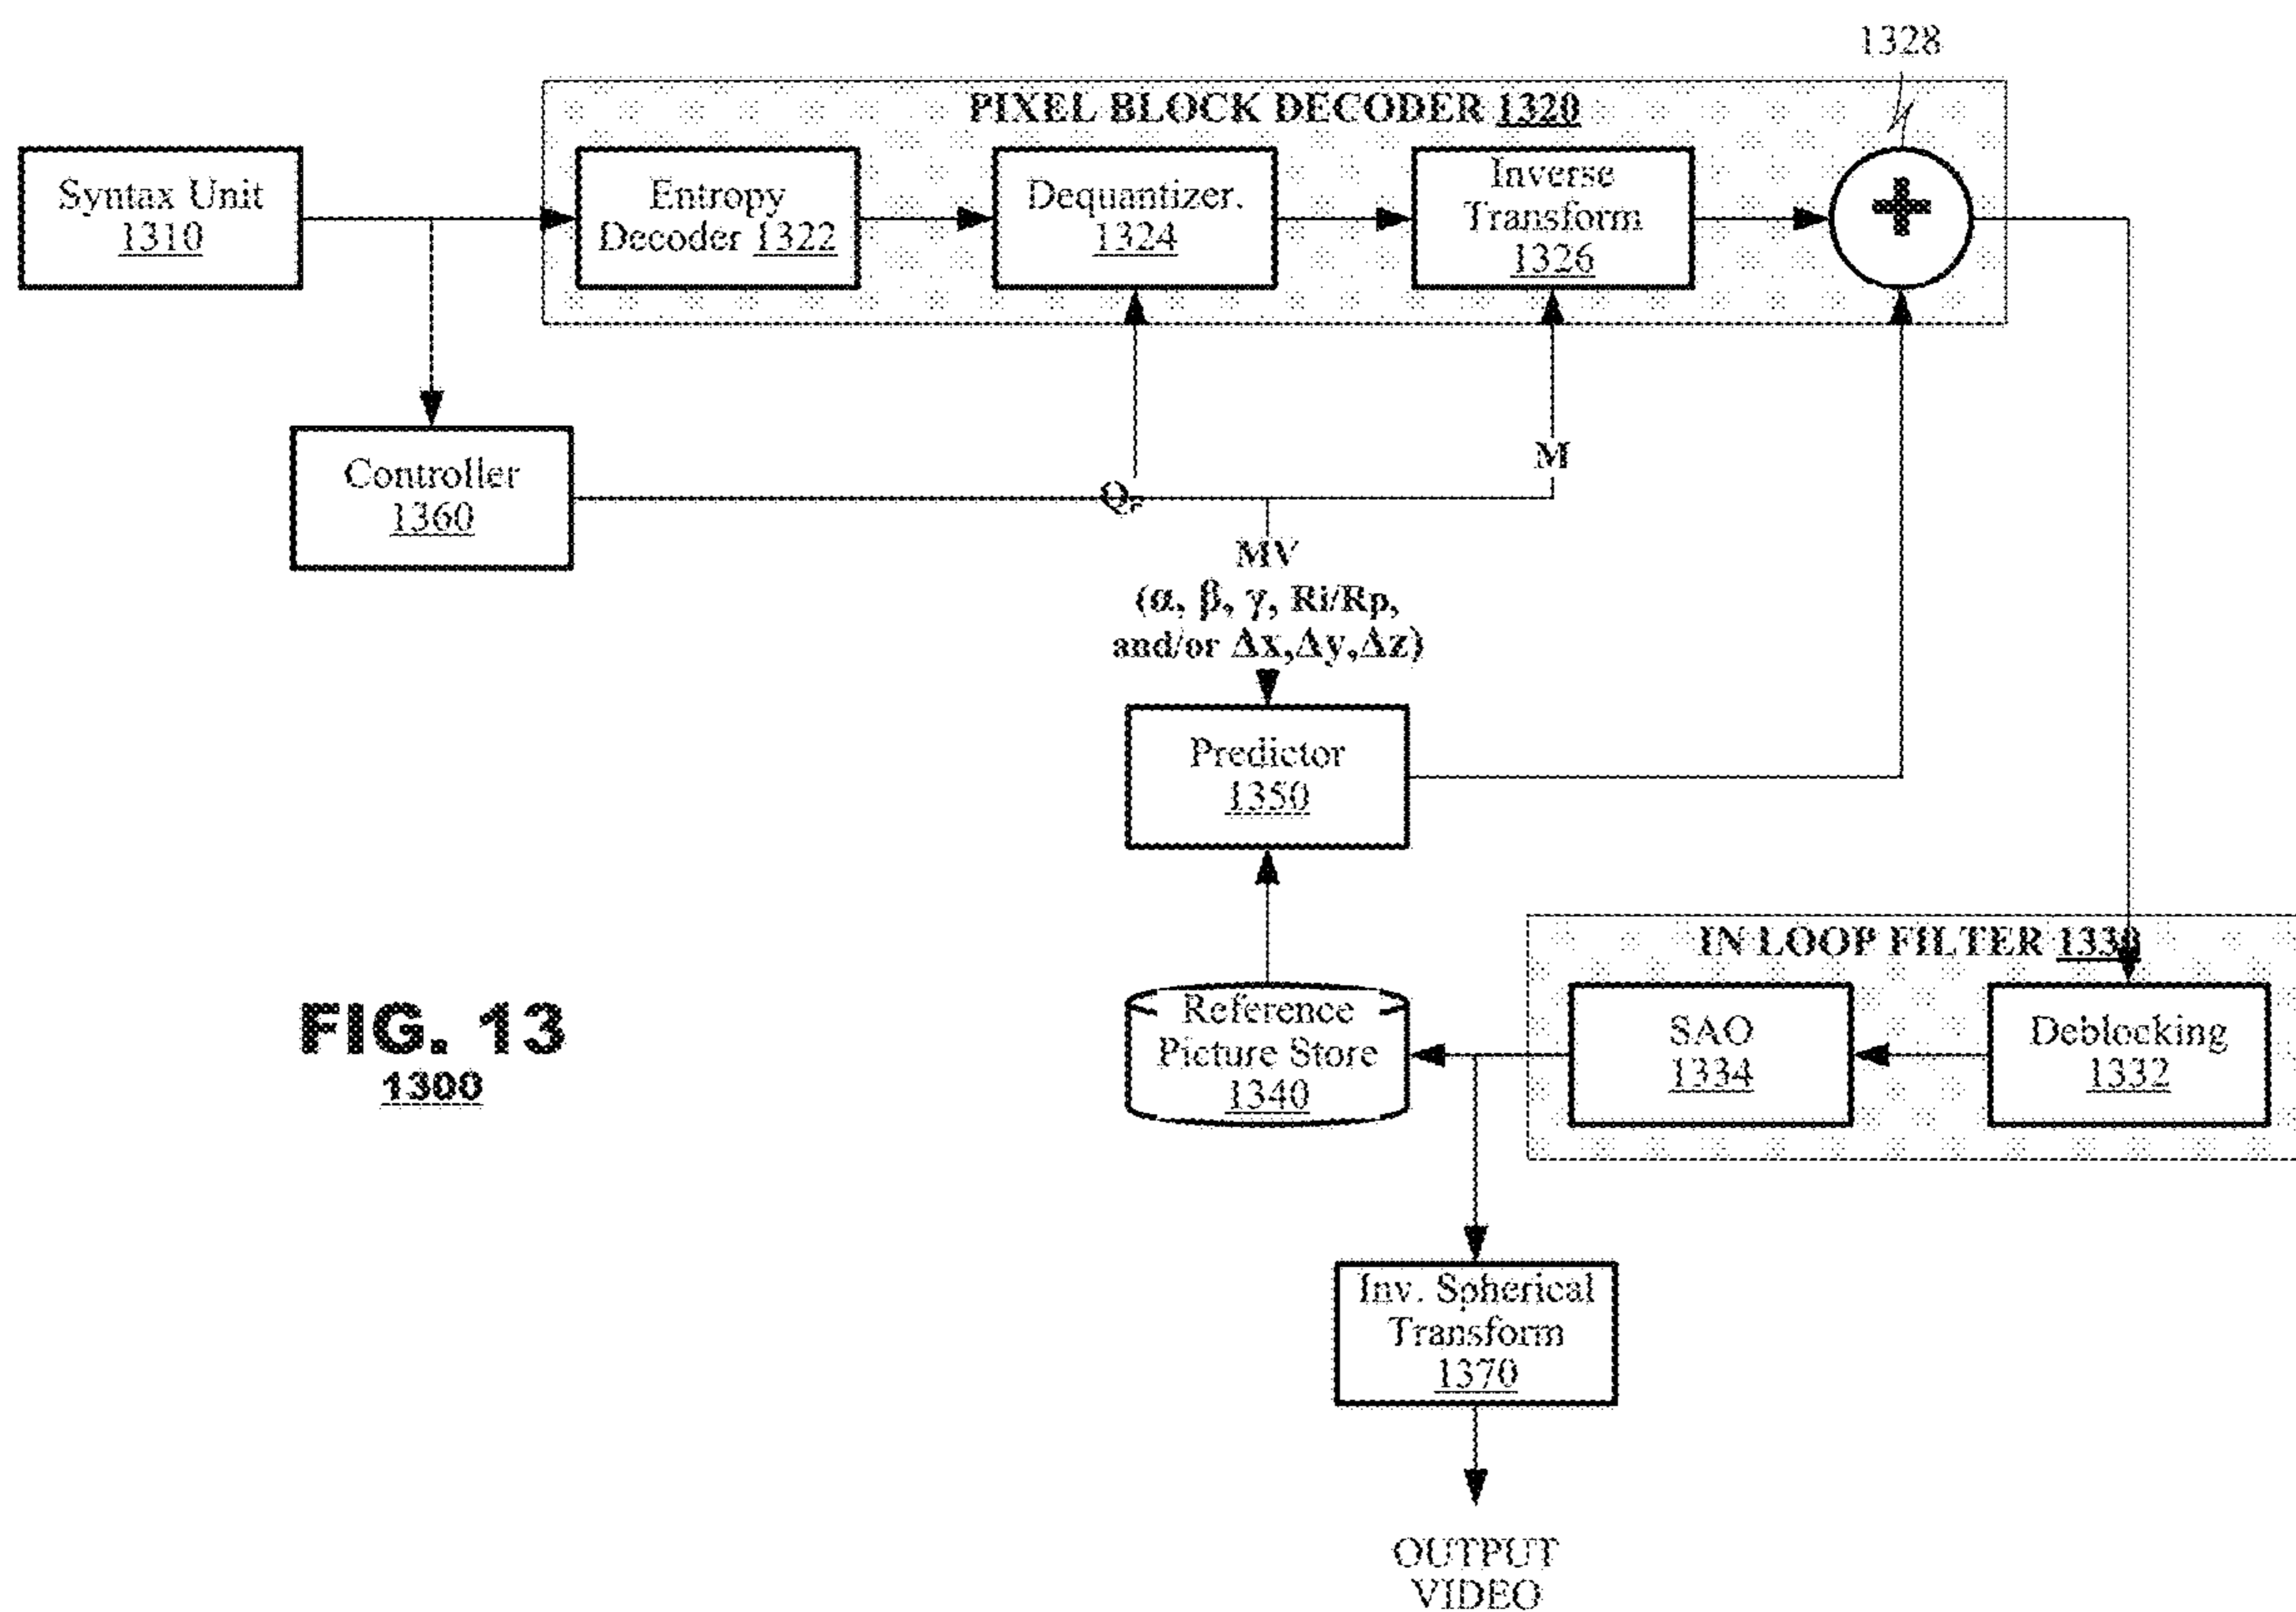 1328
PIXEL BLOCK DECODER 1320
Syntax Unit
1310
Entropy
Decoder 1322
Dequantizer.
1324
Inverse
Transform
1326
+
Controller
1360
M
MV
(α, β, γ, Ri/Rp,
and/or Δx,Δy,Δz)
Predictor
1350
IN LOOP FILTER 1330
Reference
Picture Store
1340
SAO
1334
Deblocking
1332
FIG. 13
1300
Inv. Spherical
Transform
1370
OUTPUT
VIDEO